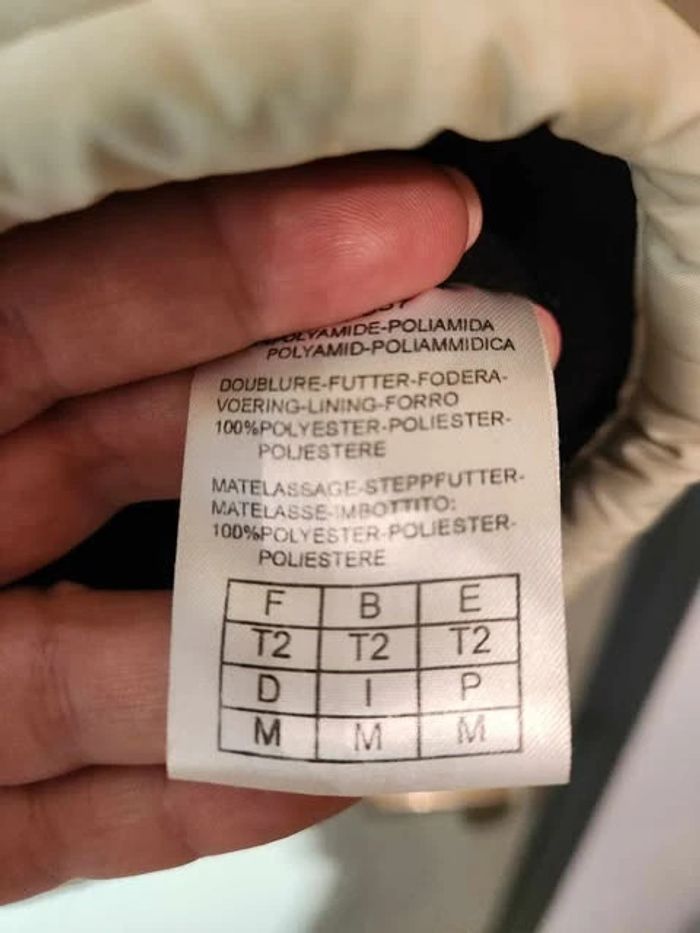 POLYAMIDE-POLIAMIDA
POLYAMID-POLIAMMIDICA
DOUBLURE-FUTTER-FODERA-
VOERING-LINING-FORRO
100%POLYESTER-POLIESTER-
POLIESTERE
MATELASSAGE-STEPPFUTTER-
MATELASSE-IMBOTTITO:
100%POLYESTER-POLIESTER-
POLIESTERE
F B E
T2 T2 T2
D I P
M M M